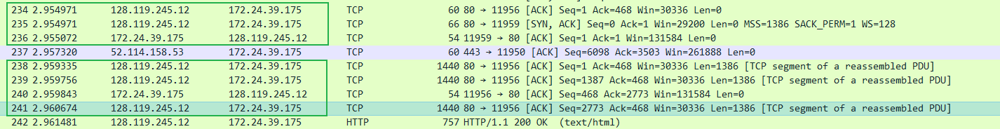 234 2.954971 128.119.245.12 172.24.39.175 TCP 60 80 → 11956 [ACK] Seq=1 Ack=468 Win=30336 Len=0
235 2.954971 128.119.245.12 172.24.39.175 TCP 66 80 → 11959 [SYN, ACK] Seq=0 Ack=1 Win=29200 Len=0 MSS=1386 SACK_PERM=1 WS=128
236 2.955072 172.24.39.175 128.119.245.12 TCP 54 11959 → 80 [ACK] Seq=1 Ack=1 Win=131584 Len=0
237 2.957320 52.114.158.53 172.24.39.175 TCP 60 443 → 11950 [ACK] Seq=6098 Ack=3503 Win=261888 Len=0
238 2.959335 128.119.245.12 172.24.39.175 TCP 1440 80 → 11956 [ACK] Seq=1 Ack=468 Win=30336 Len=1386 [TCP segment of a reassembled PDU]
239 2.959756 128.119.245.12 172.24.39.175 TCP 1440 80 → 11956 [ACK] Seq=1387 Ack=468 Win=30336 Len=1386 [TCP segment of a reassembled PDU]
240 2.959843 172.24.39.175 128.119.245.12 TCP 54 11956 → 80 [ACK] Seq=468 Ack=2773 Win=131584 Len=0
241 2.960674 128.119.245.12 172.24.39.175 TCP 1440 80 → 11956 [ACK] Seq=2773 Ack=468 Win=30336 Len=1386 [TCP segment of a reassembled PDU]
242 2.961481 128.119.245.12 172.24.39.175 HTTP 757 HTTP/1.1 200 OK (text/html)